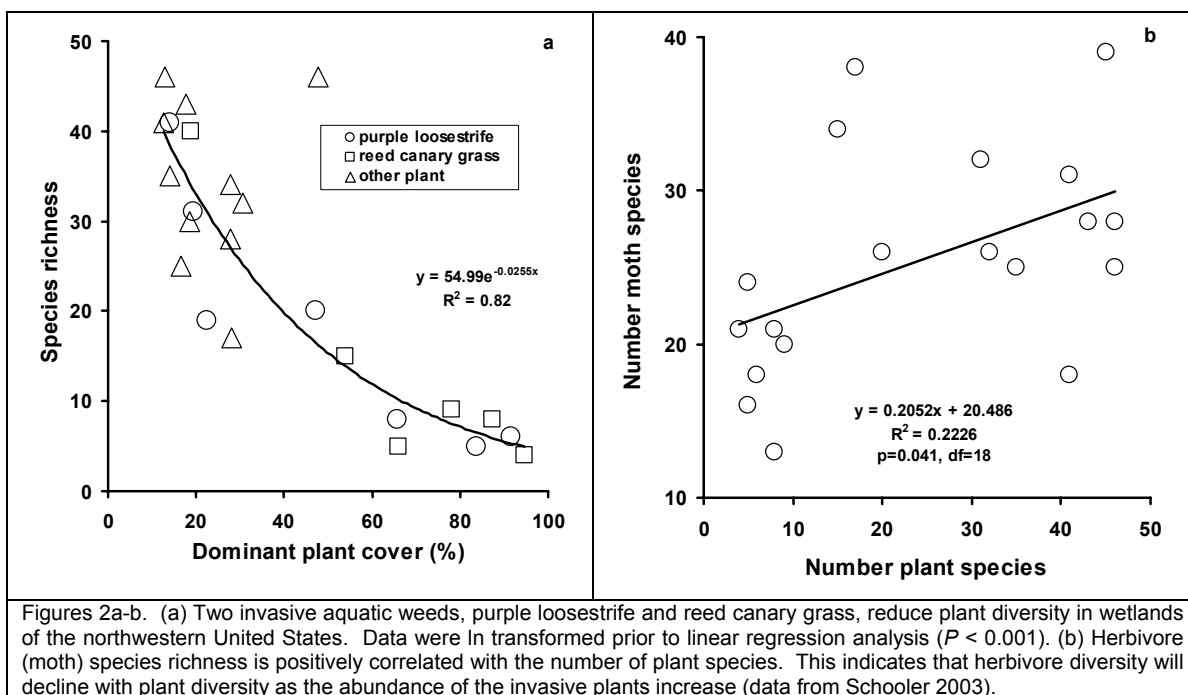 a
50
40
30
20
10
0
Species richness
purple loosestrife
reed canary grass
other plant
y = 54.99e^-0.0255x
R² = 0.82
0 20 40 60 80 100
Dominant plant cover (%)
b
40
30
20
10
Number moth species
y = 0.2052x + 20.486
R² = 0.2226
p=0.041, df=18
0 10 20 30 40 50
Number plant species
Figures 2a-b. (a) Two invasive aquatic weeds, purple loosestrife and reed canary grass, reduce plant diversity in wetlands
of the northwestern United States. Data were ln transformed prior to linear regression analysis (P < 0.001). (b) Herbivore
(moth) species richness is positively correlated with the number of plant species. This indicates that herbivore diversity will
decline with plant diversity as the abundance of the invasive plants increase (data from Schooler 2003).